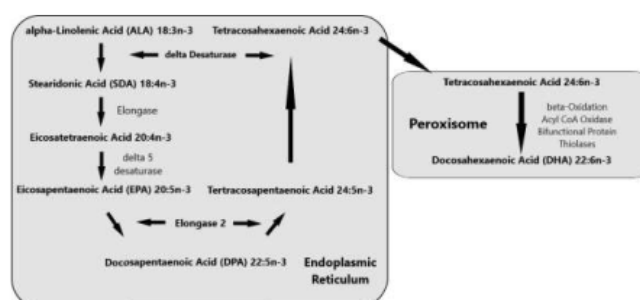 alpha-Linolenic Acid (ALA) 18:3n-3
Tetracosahexaenoic Acid 24:6n-3
delta Desaturase
Stearidonic Acid (SDA) 18:4n-3
Elongase
Eicosatetraenoic Acid 20:4n-3
delta 5
desaturase
Eicosapentaenoic Acid (EPA) 20:5n-3
Tertracosapentaenoic Acid 24:5n-3
Elongase 2
Docosapentaenoic Acid (DPA) 22:5n-3
Endoplasmic
Reticulum
Tetracosahexaenoic Acid 24:6n-3
Peroxisome
beta-Oxidation
Acyl CoA Oxidase
Bifunctional Protein
Thiolases
Docosahexaenoic Acid (DHA) 22:6n-3